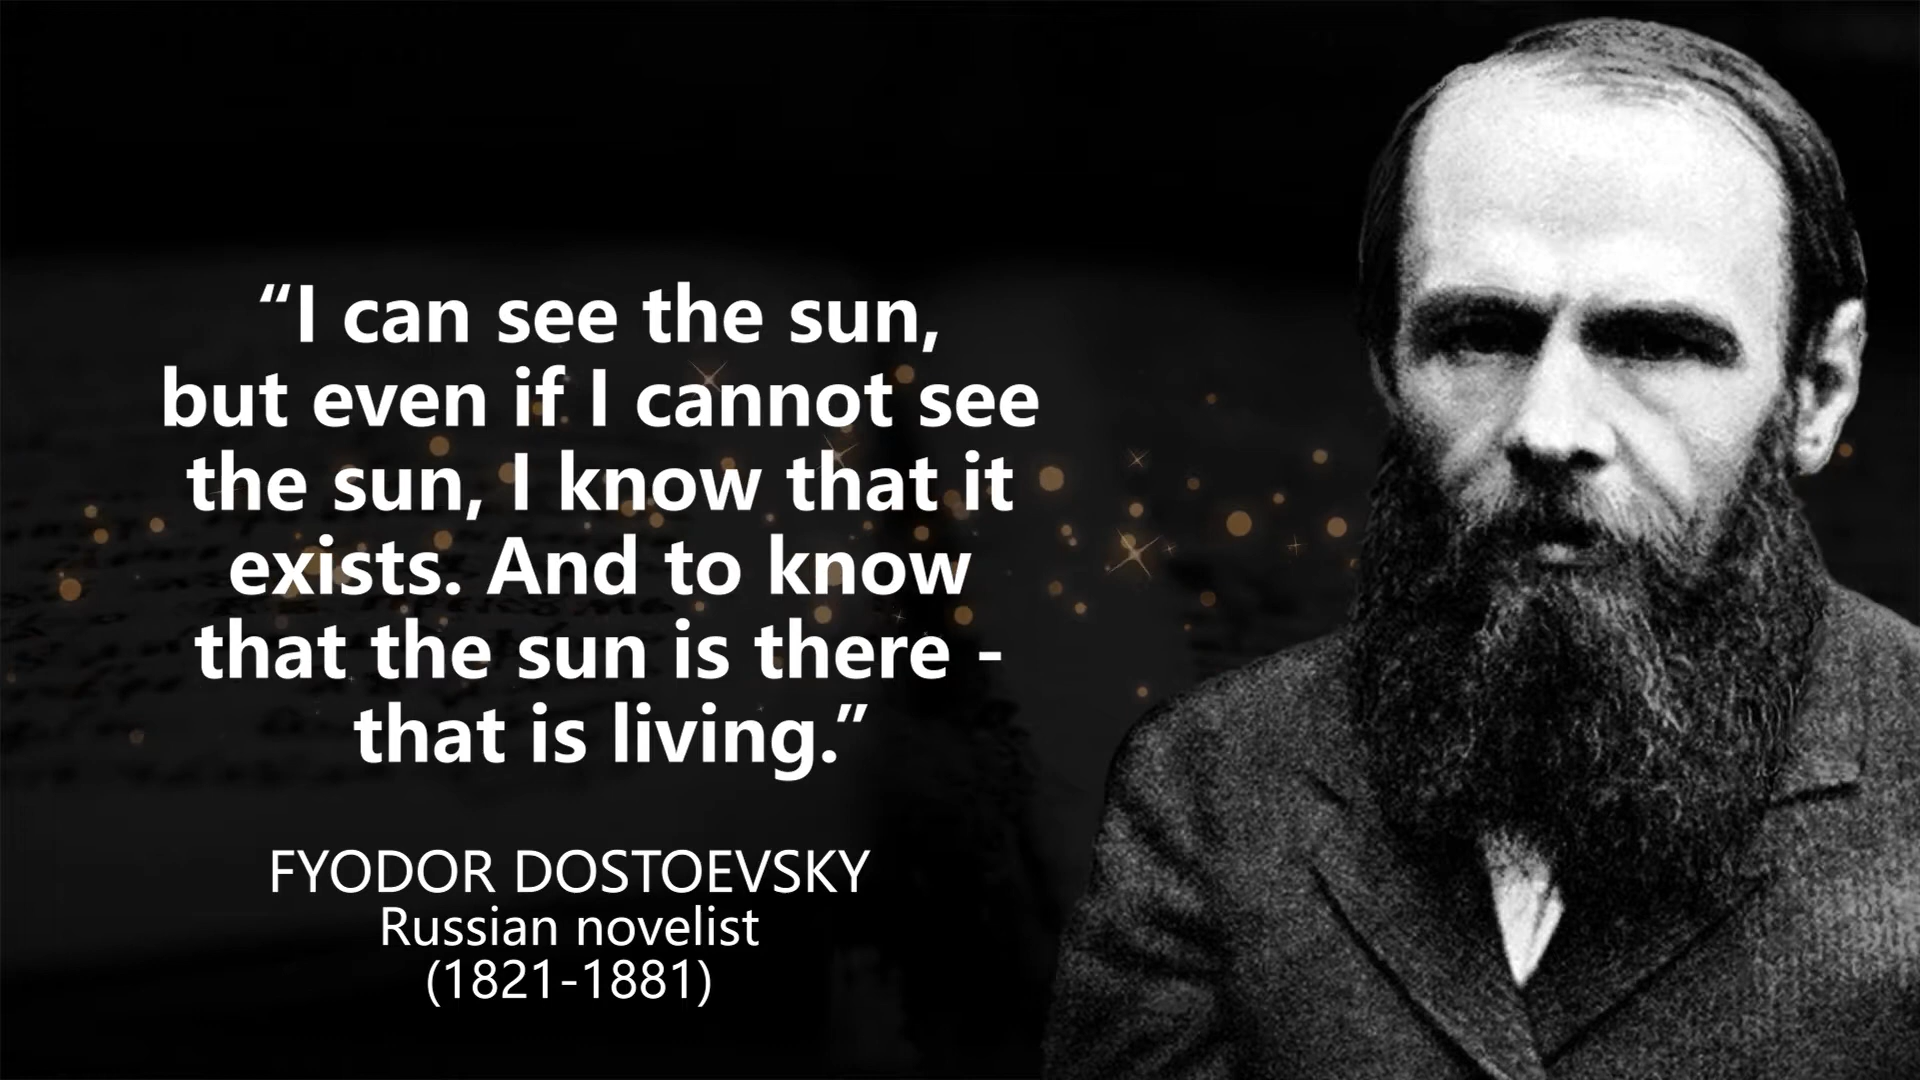 “I can see the sun,
but even if I cannot see
the sun, I know that it
exists. And to know
that the sun is there -
that is living.”
FYODOR DOSTOEVSKY
Russian novelist
(1821-1881)